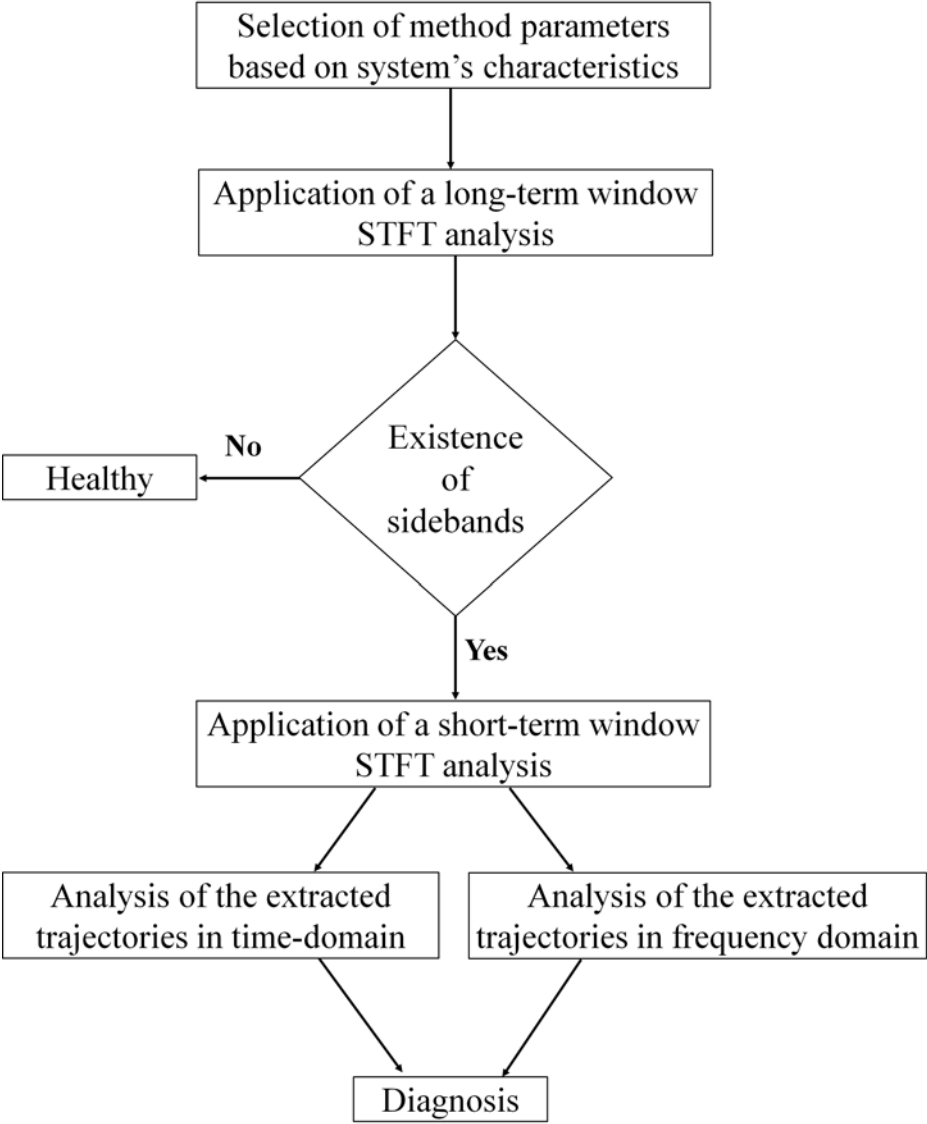 Selection of method parameters
based on system's characteristics
Application of a long-term window
STFT analysis
Existence
of
sidebands
No
Healthy
Yes
Application of a short-term window
STFT analysis
Analysis of the extracted
trajectories in time-domain
Analysis of the extracted
trajectories in frequency domain
Diagnosis